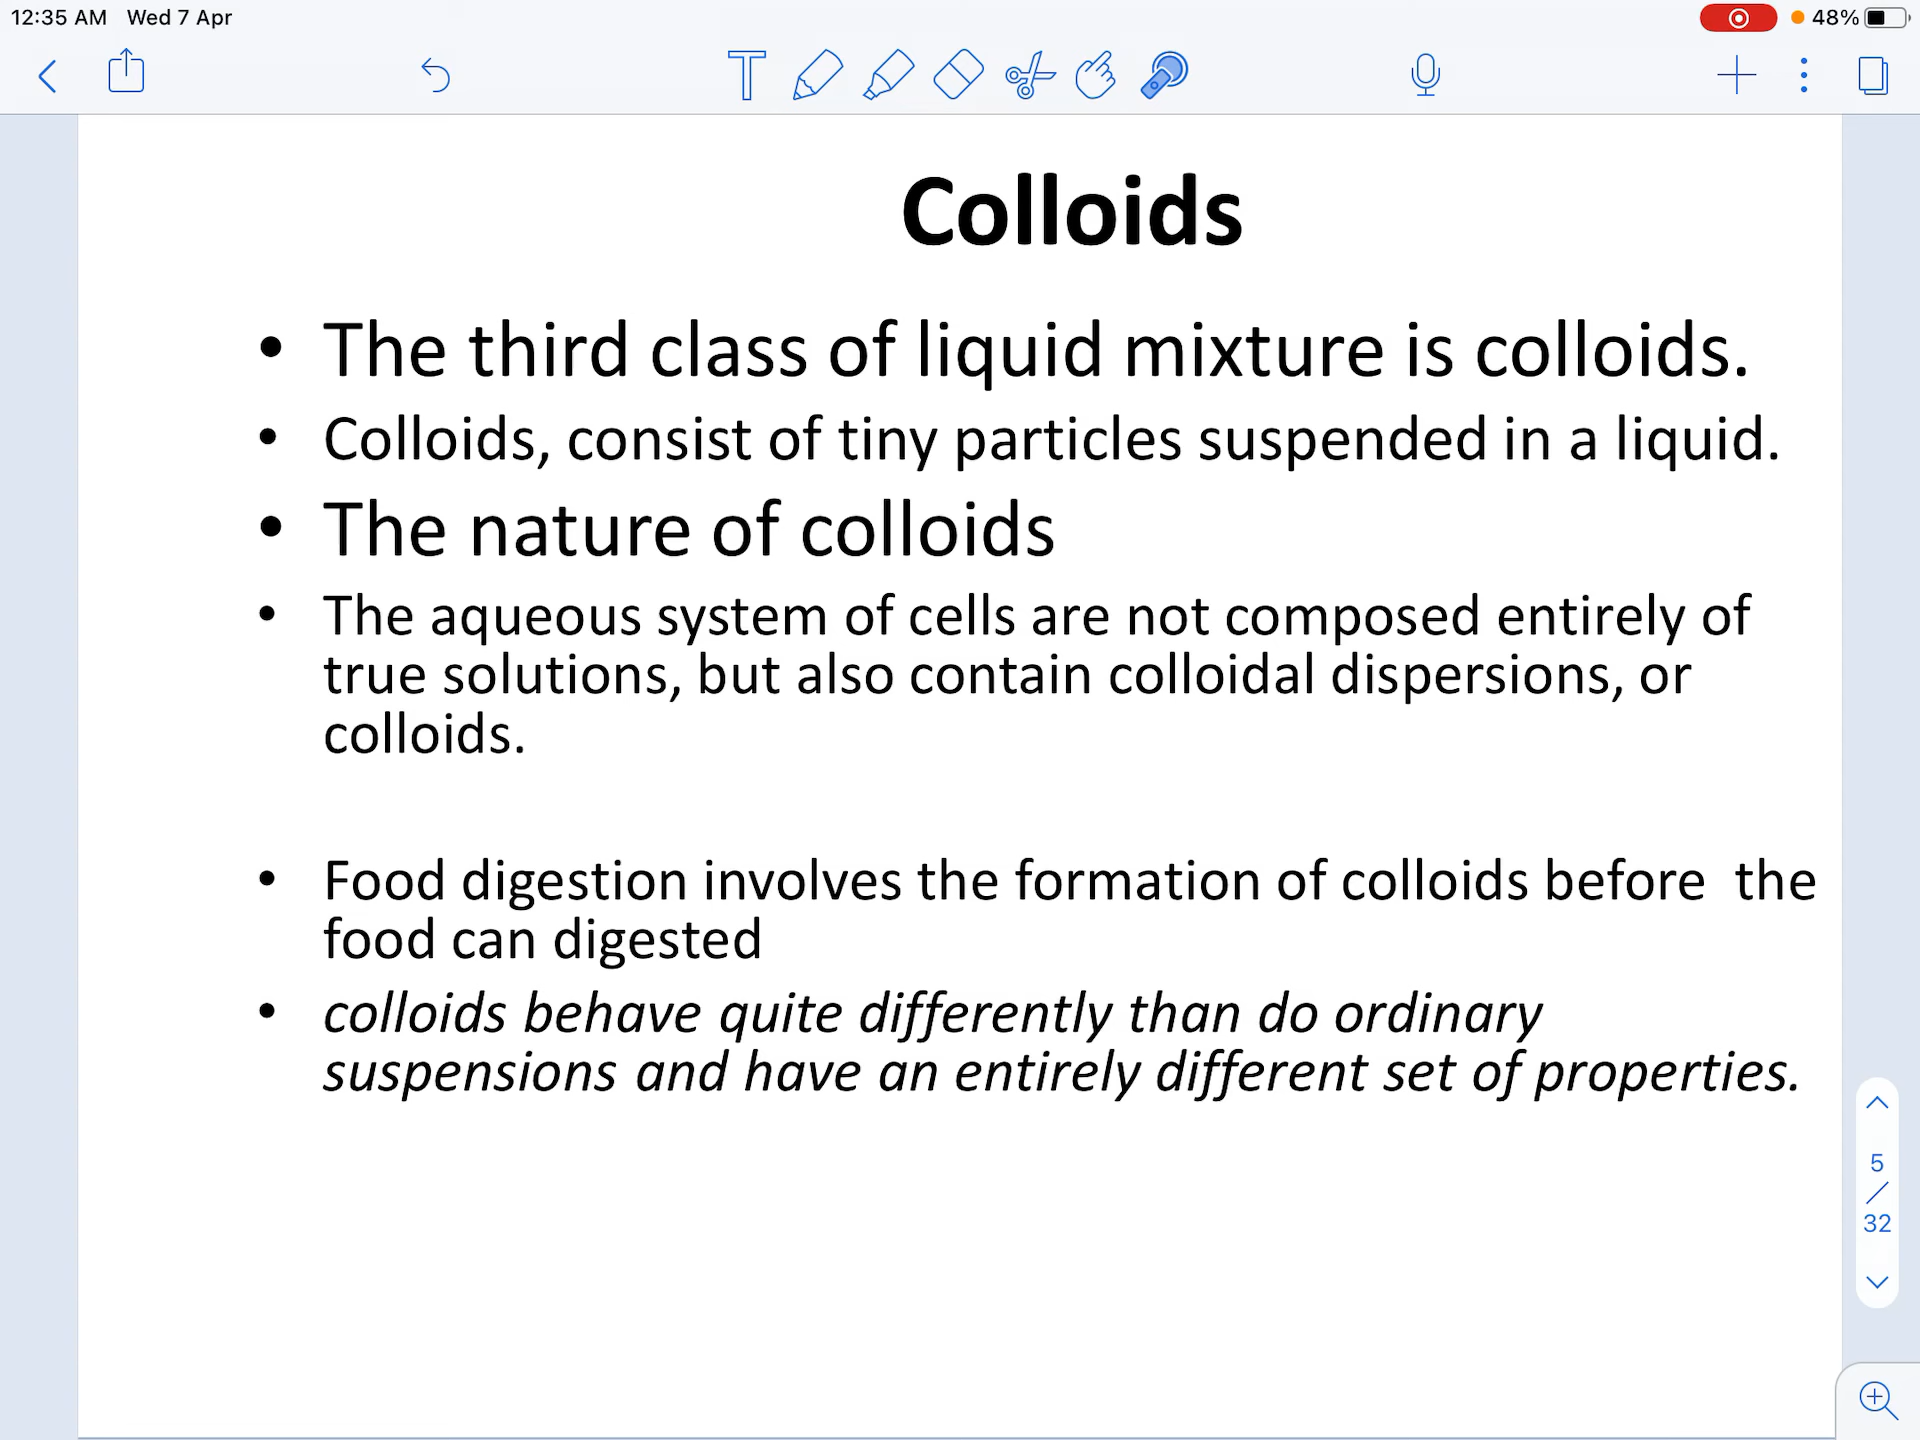 12:35 AM Wed 7 Apr
48%
T
Colloids
• The third class of liquid mixture is colloids.
• Colloids, consist of tiny particles suspended in a liquid.
• The nature of colloids
• The aqueous system of cells are not composed entirely of
true solutions, but also contain colloidal dispersions, or
colloids.
• Food digestion involves the formation of colloids before  the
food can digested
• colloids behave quite differently than do ordinary
suspensions and have an entirely different set of properties.
5
/
32